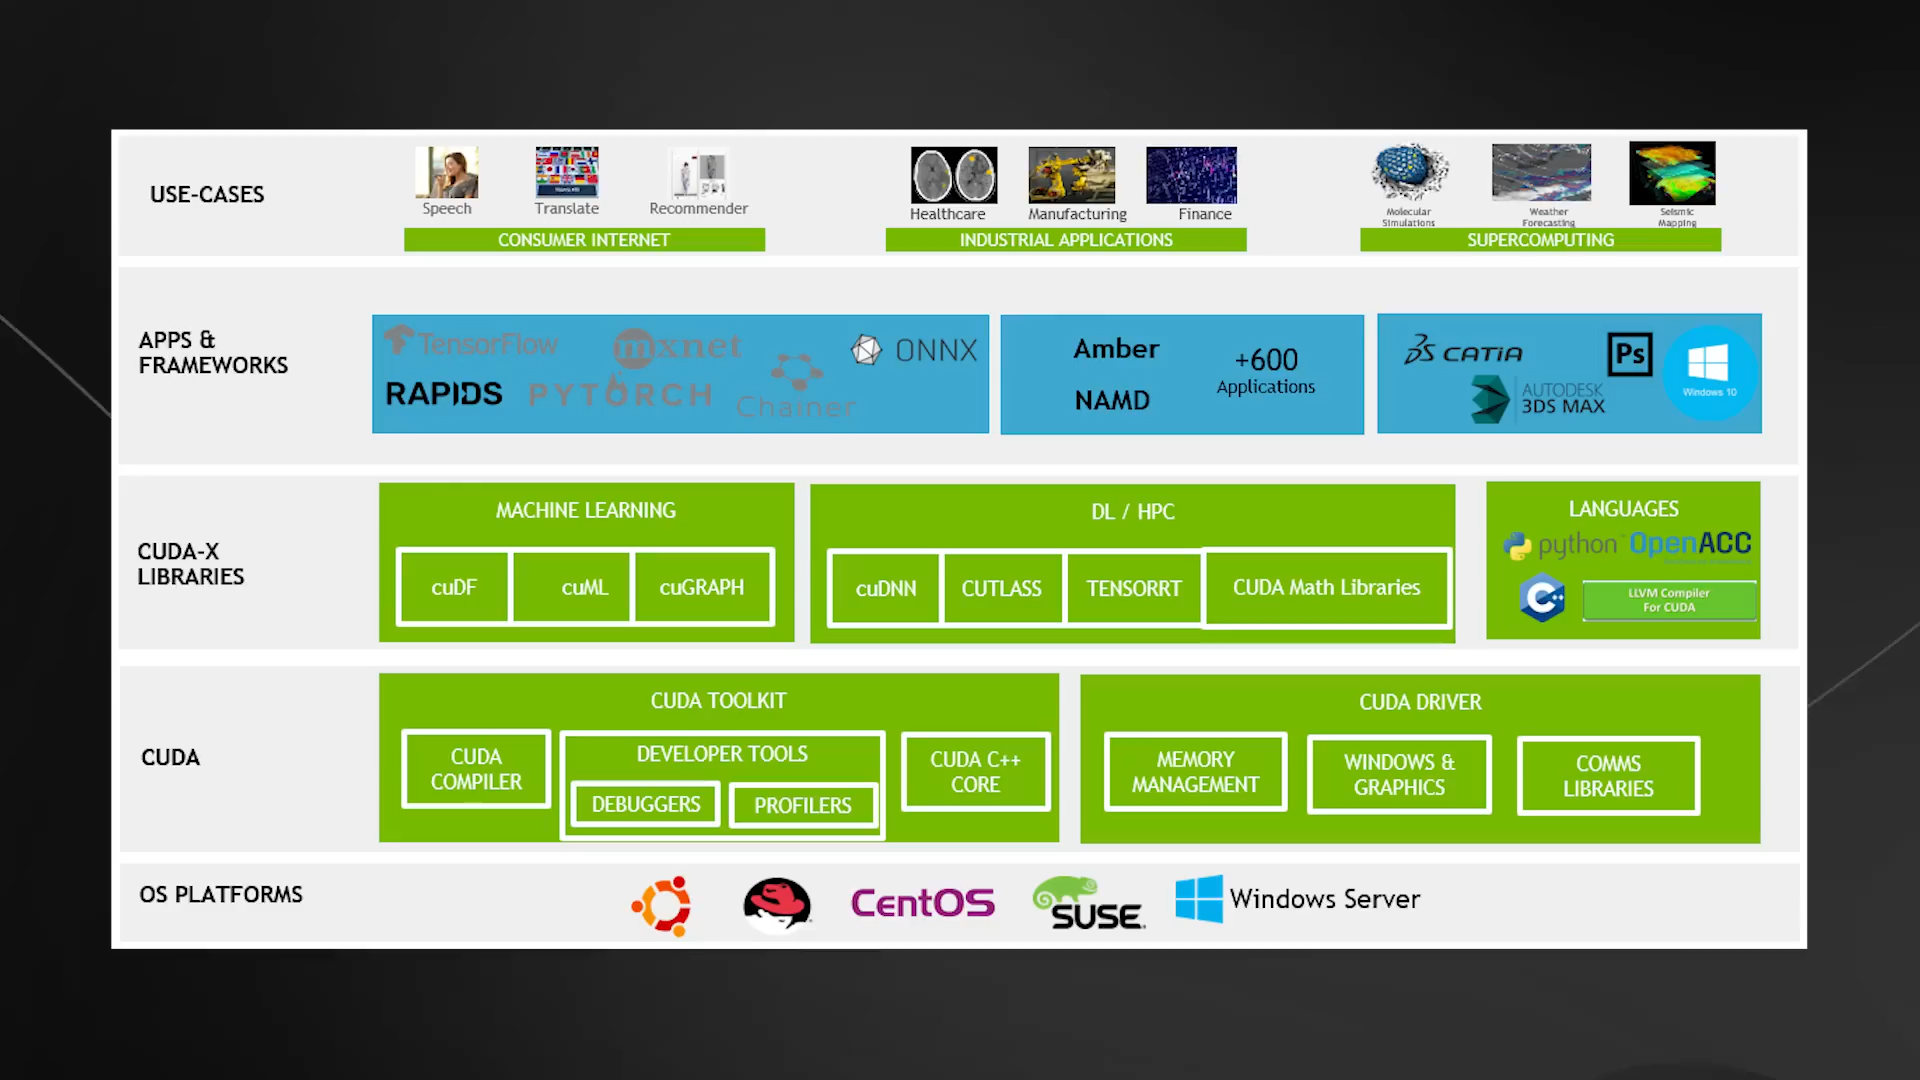 USE-CASES
Speech
Translate
Recommender
CONSUMER INTERNET
Healthcare
Manufacturing
Finance
INDUSTRIAL APPLICATIONS
Molecular
Simulations
Weather
Forecasting
Seismic
Mapping
SUPERCOMPUTING
APPS &
FRAMEWORKS
TensorFlow
mxnet
ONNX
RAPIDS
PYTORCH
Chainer
Amber
NAMD
+600
Applications
CATIA
Ps
AUTODESK
3DS MAX
Windows 10
CUDA-X
LIBRARIES
MACHINE LEARNING
cuDF
cuML
cuGRAPH
DL / HPC
cuDNN
CUTLASS
TENSORRT
CUDA Math Libraries
LANGUAGES
python
OpenACC
C++
LLVM Compiler
For CUDA
CUDA
CUDA TOOLKIT
CUDA
COMPILER
DEVELOPER TOOLS
DEBUGGERS
PROFILERS
CUDA C++
CORE
CUDA DRIVER
MEMORY
MANAGEMENT
WINDOWS &
GRAPHICS
COMMS
LIBRARIES
OS PLATFORMS
CentOS
SUSE
Windows Server